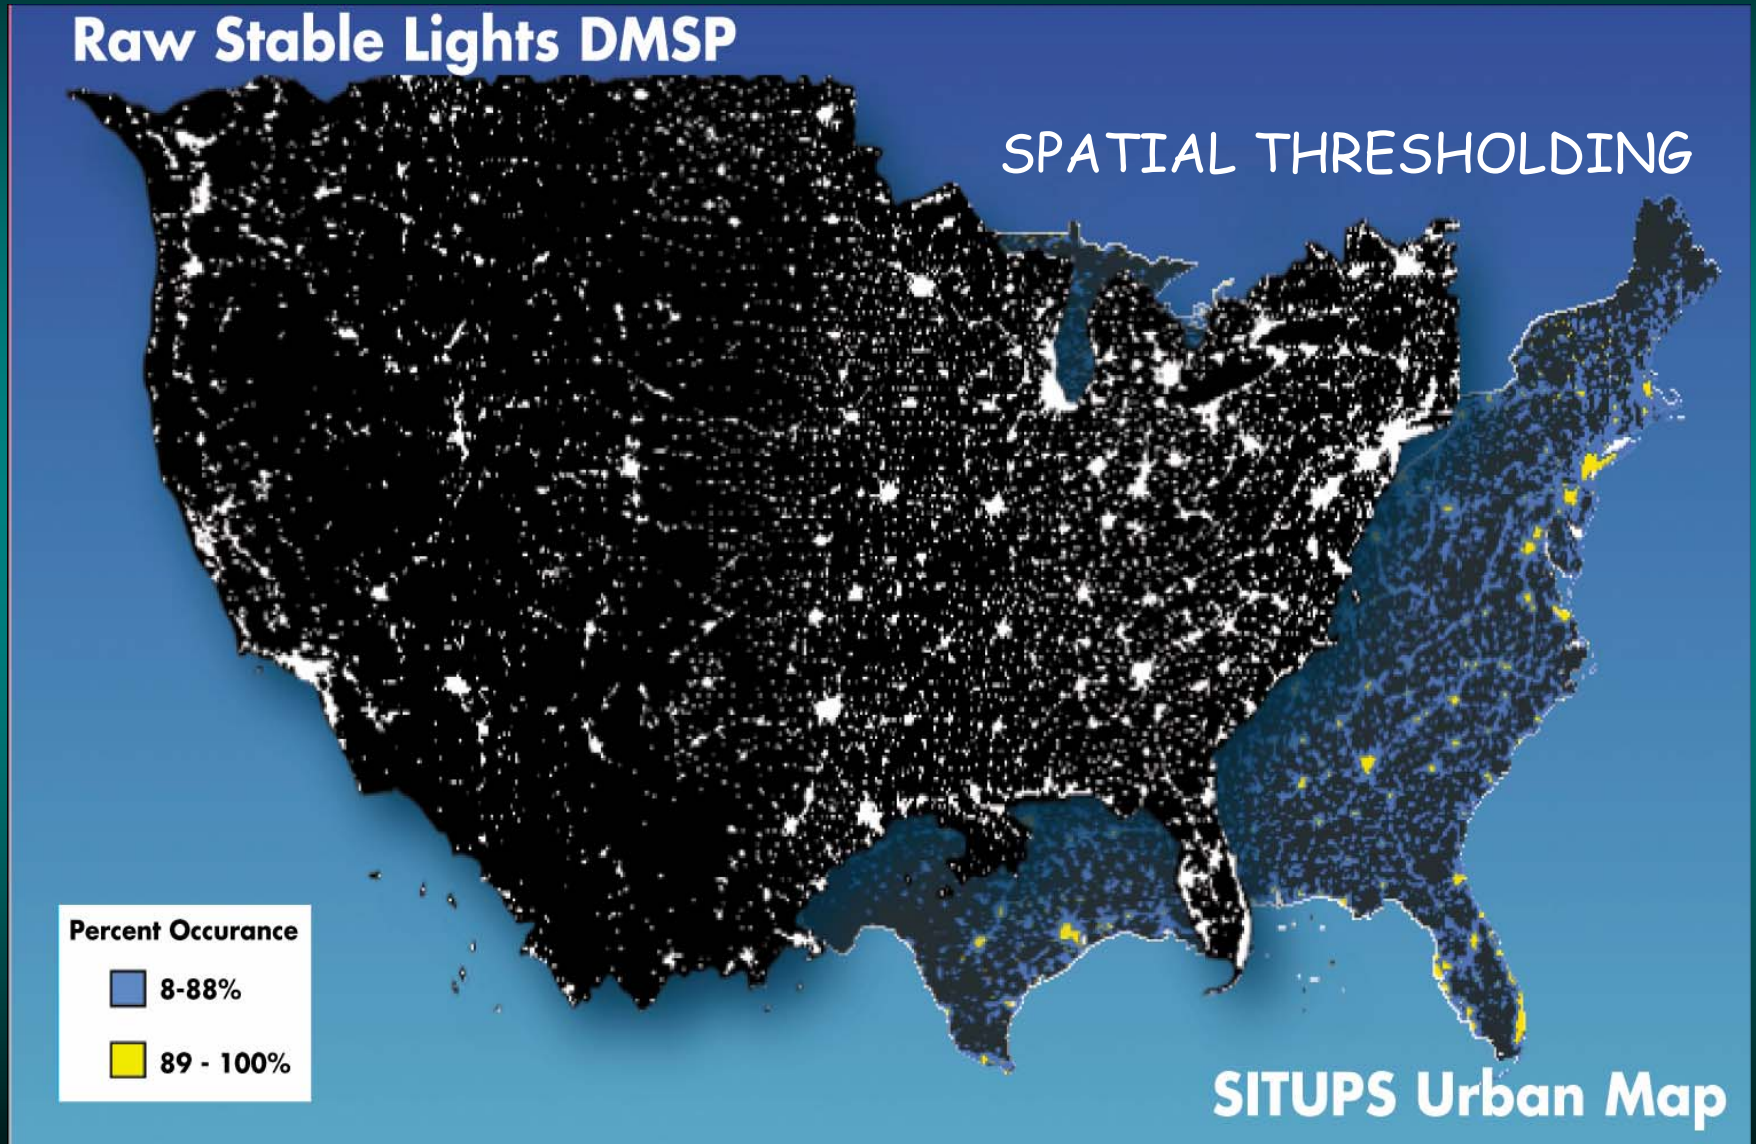 Raw Stable Lights DMSP
SPATIAL THRESHOLDING
Percent Occurance
8-88%
89 - 100%
SITUPS Urban Map